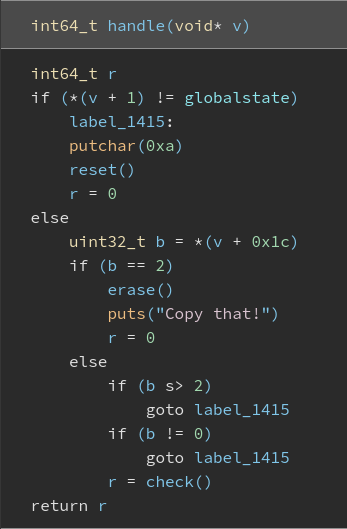 int64_t handle(void* v)
int64_t r
if (*(v + 1) != globalstate)
    label_1415:
    putchar(0xa)
    reset()
    r = 0
else
    uint32_t b = *(v + 0x1c)
    if (b == 2)
        erase()
        puts("Copy that!")
        r = 0
    else
        if (b s> 2)
            goto label_1415
        if (b != 0)
            goto label_1415
        r = check()
return r